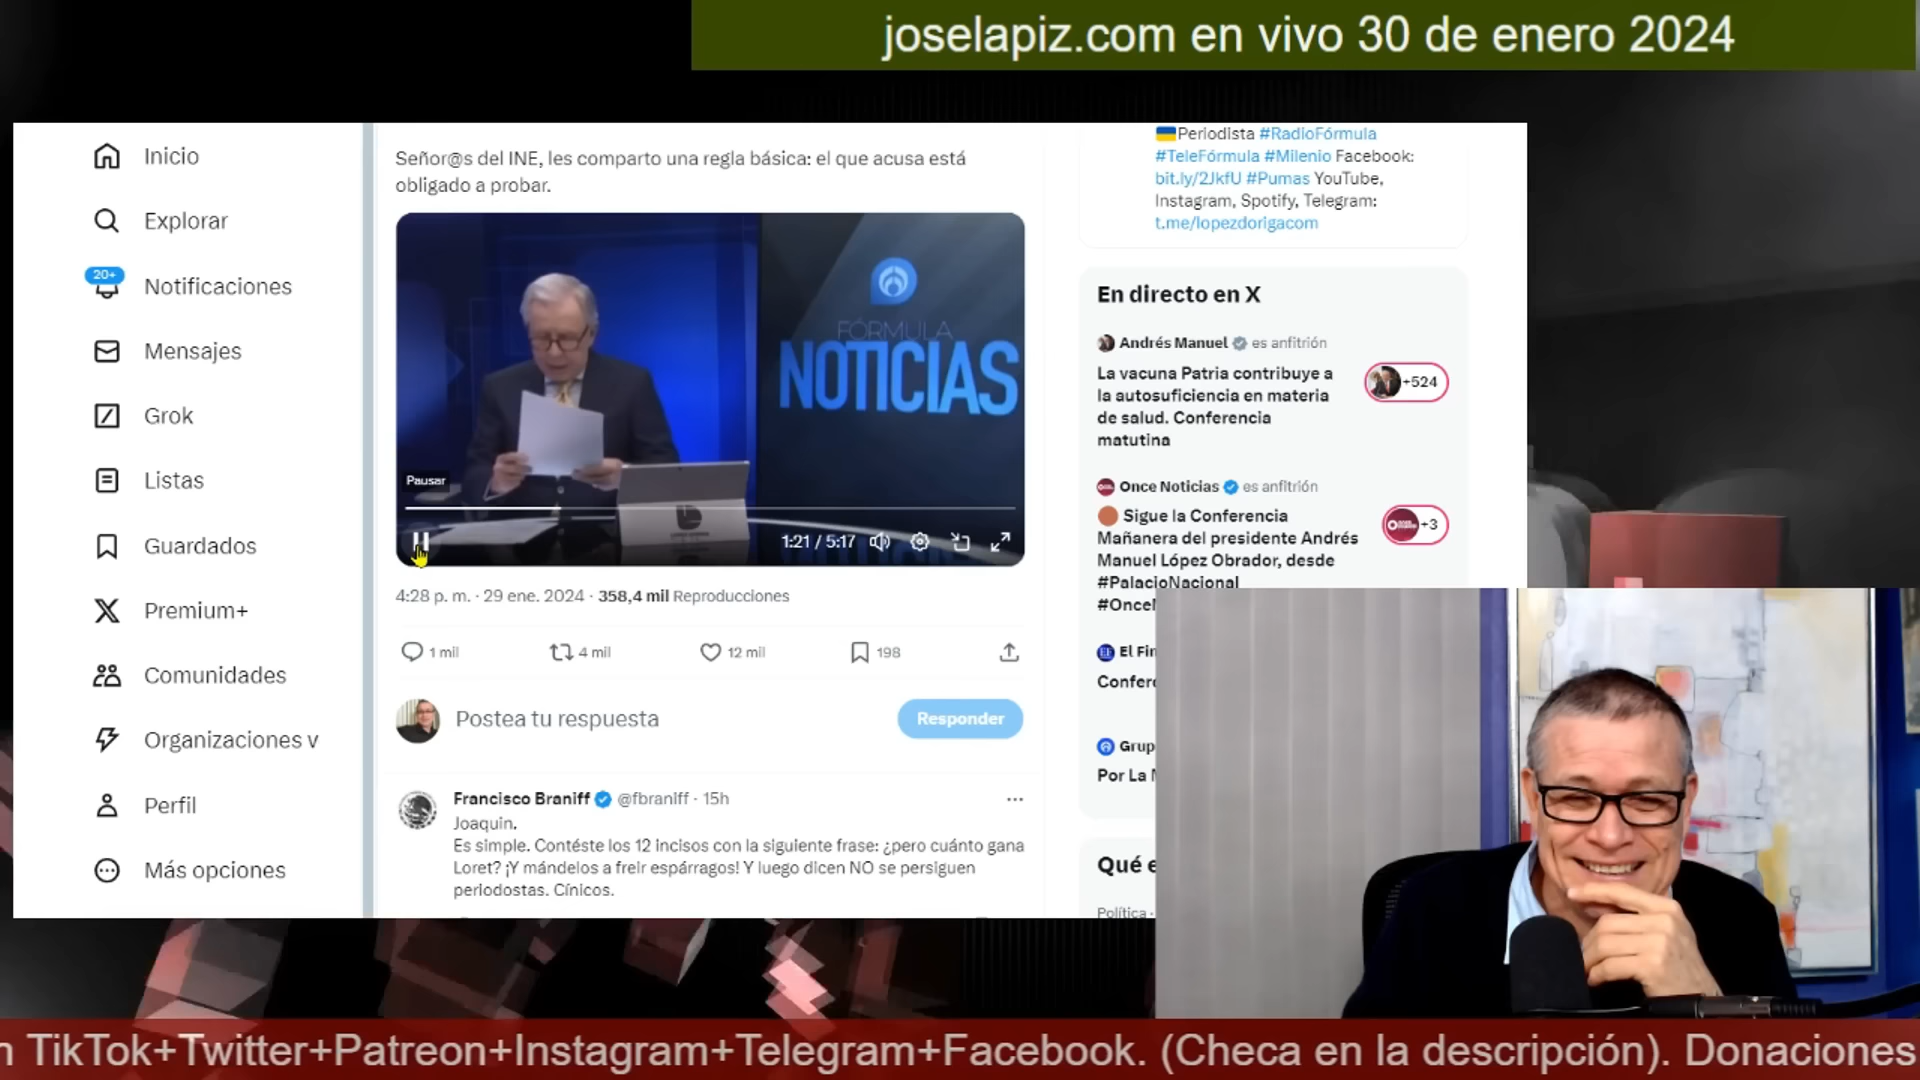 joselapiz.com en vivo 30 de enero 2024
Inicio
Explorar
20+
Notificaciones
Mensajes
Grok
Listas
Guardados
Premium+
Comunidades
Organizaciones v
Perfil
Más opciones
Señor@s del INE, les comparto una regla básica: el que acusa está
obligado a probar.
FÓRMULA
NOTICIAS
Pausar
1:21 / 5:17
4:28 p. m. · 29 ene. 2024 · 358,4 mil Reproducciones
1 mil
4 mil
12 mil
198
Postea tu respuesta
Responder
Francisco Braniff @fbraniff · 15h
Joaquin.
Es simple. Contéste los 12 incisos con la siguiente frase: ¿pero cuánto gana
Loret? ¡Y mándelos a freir espárragos! Y luego dicen NO se persiguen
periodostas. Cínicos.
Periodista #RadioFórmula
#TeleFórmula #Milenio Facebook:
bit.ly/2JkfU #Pumas YouTube,
Instagram, Spotify, Telegram:
t.me/lopezdorigacom
En directo en X
Andrés Manuel es anfitrión
La vacuna Patria contribuye a
la autosuficiencia en materia
de salud. Conferencia
matutina
+524
Once Noticias es anfitrión
Sigue la Conferencia
Mañanera del presidente Andrés
Manuel López Obrador, desde
#PalacioNacional
#Once
+3
El Fin
Confer
Grup
Por La
Qué e
Política ·
n TikTok+Twitter+Patreon+Instagram+Telegram+Facebook. (Checa en la descripción). Donaciones